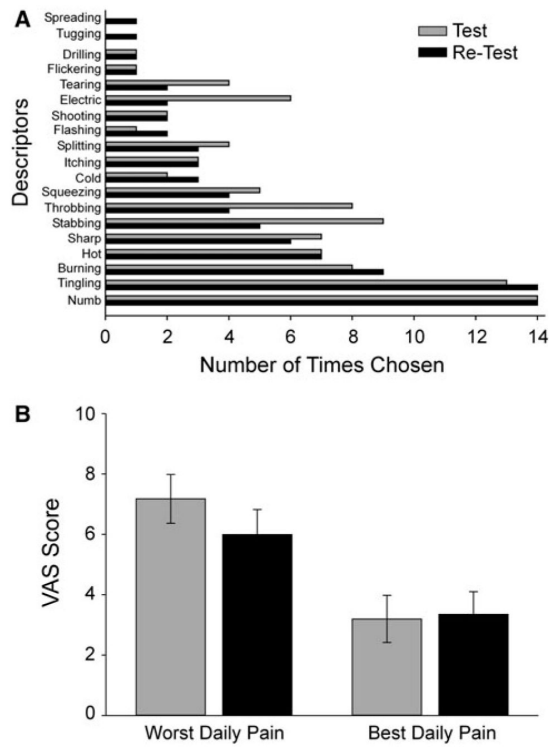 A
Test
Re-Test
Descriptors
Spreading
Tugging
Drilling
Flickering
Tearing
Electric
Shooting
Flashing
Splitting
Itching
Cold
Squeezing
Throbbing
Stabbing
Sharp
Hot
Burning
Tingling
Numb
0 2 4 6 8 10 12 14
Number of Times Chosen
B
VAS Score
10
8
6
4
2
0
Worst Daily Pain Best Daily Pain